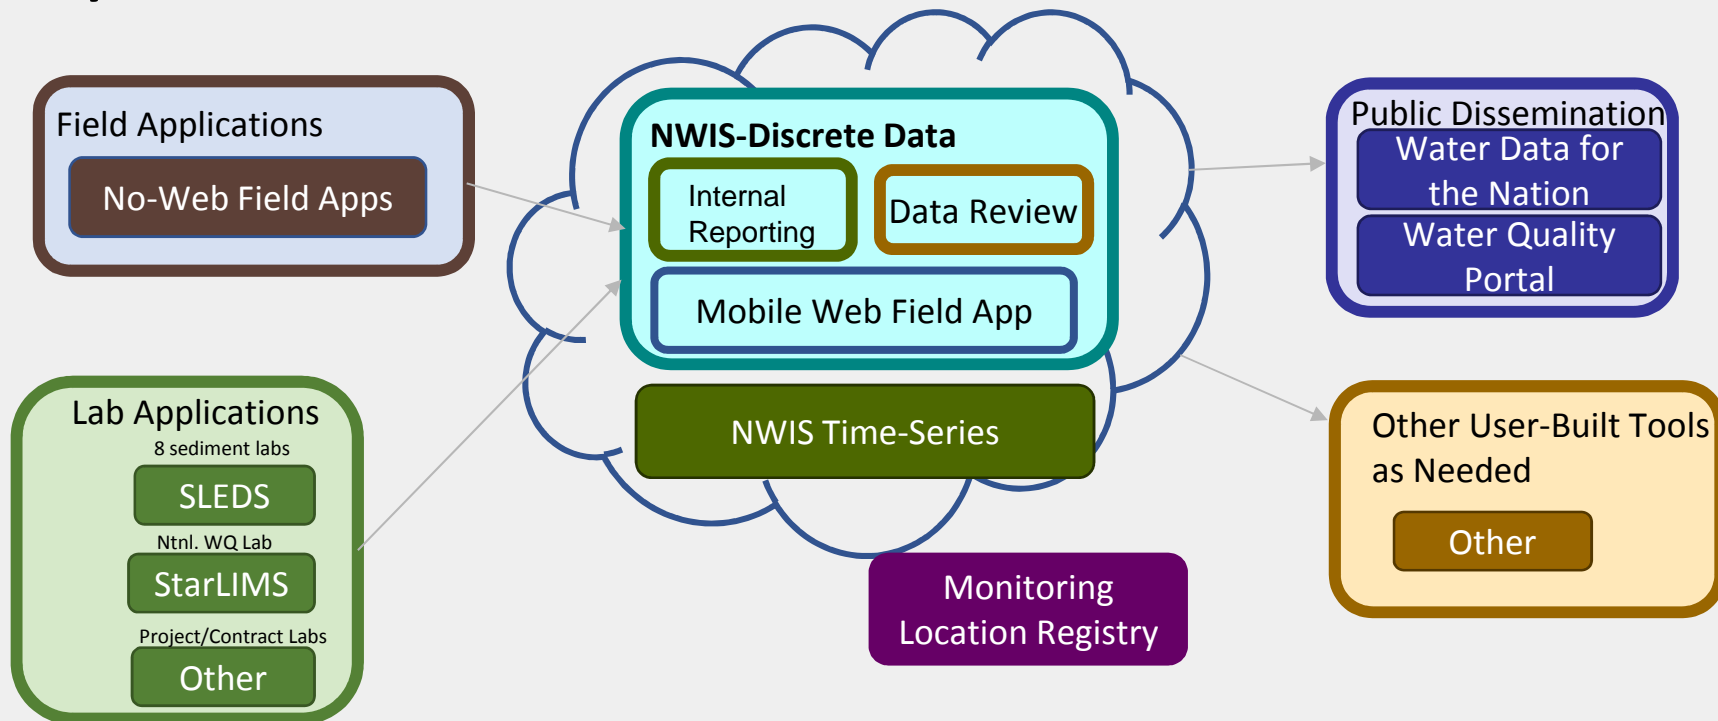 Field Applications
No-Web Field Apps
Lab Applications
8 sediment labs
SLEDS
Ntnl. WQ Lab
StarLIMS
Project/Contract Labs
Other
NWIS-Discrete Data
Internal
Reporting
Data Review
Mobile Web Field App
NWIS Time-Series
Monitoring
Location Registry
Public Dissemination
Water Data for
the Nation
Water Quality
Portal
Other User-Built Tools
as Needed
Other